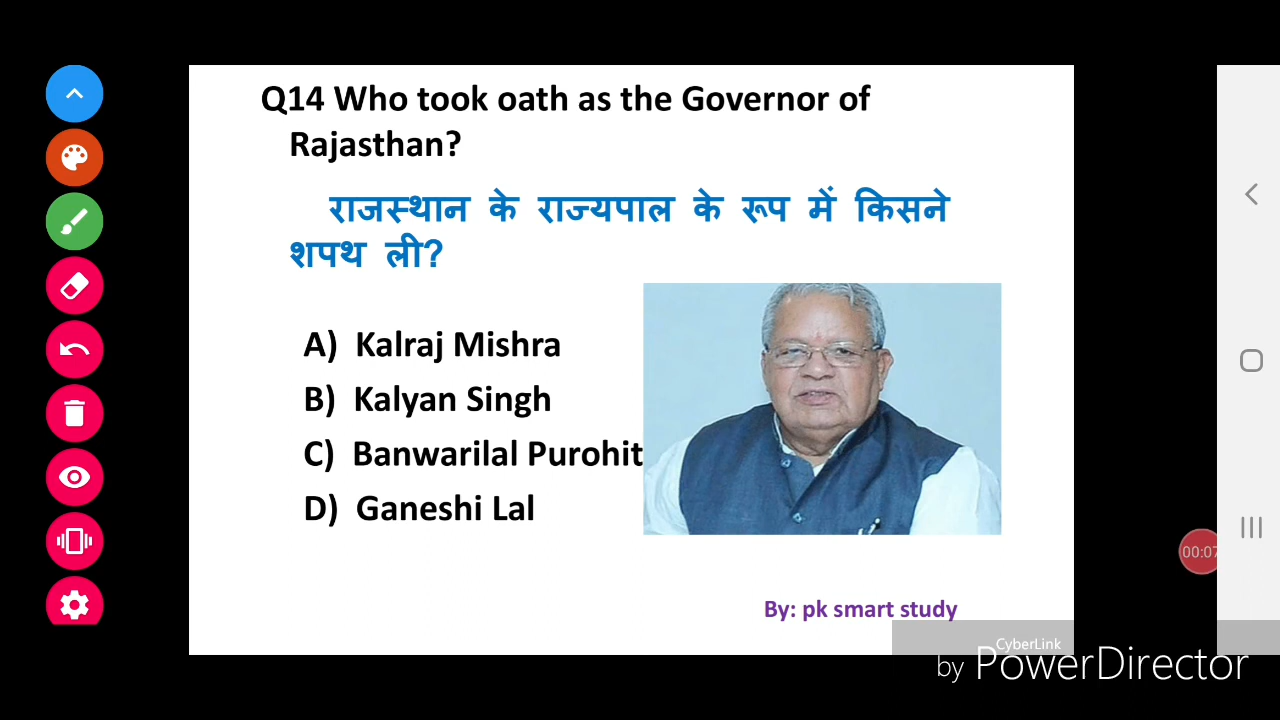 Q14 Who took oath as the Governor of
Rajasthan?
राजस्थान के राज्यपाल के रूप में किसने
शपथ ली?
A) Kalraj Mishra
B) Kalyan Singh
C) Banwarilal Purohit
D) Ganeshi Lal
00:07
By: pk smart study
CyberLink
by PowerDirector